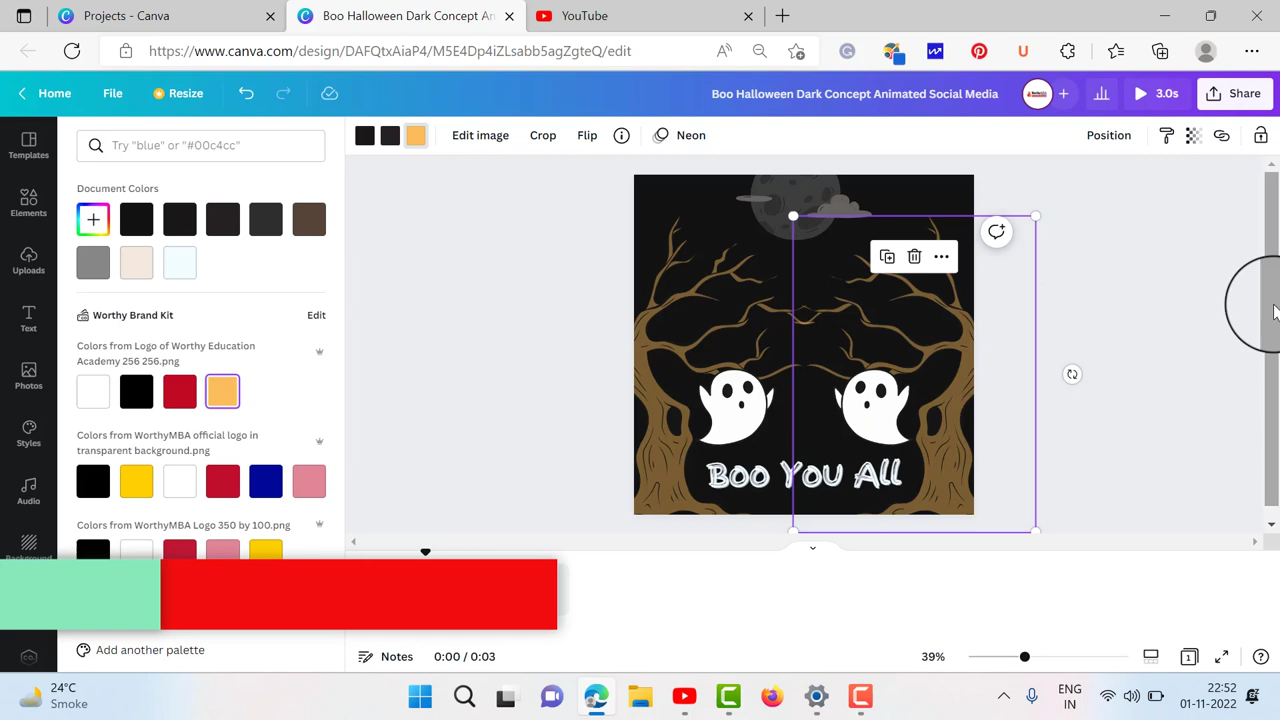 Projects - Canva
Boo Halloween Dark Concept An
YouTube
https://www.canva.com/design/DAFQtxAiaP4/M5E4Dp4iZLsabb5agZgteQ/edit
Home
File
Resize
Boo Halloween Dark Concept Animated Social Media
3.0s
Share
Templates
Elements
Uploads
Text
Photos
Styles
Audio
Background
Try "blue" or "#00c4cc"
Document Colors
Worthy Brand Kit
Edit
Colors from Logo of Worthy Education
Academy 256 256.png
Colors from WorthyMBA official logo in
transparent background.png
Colors from WorthyMBA Logo 350 by 100.png
Add another palette
Edit image
Crop
Flip
Neon
Position
Boo You All
Notes
0:00 / 0:03
39%
1
24°C
Smoke
ENG
IN
22:52
01-11-2022